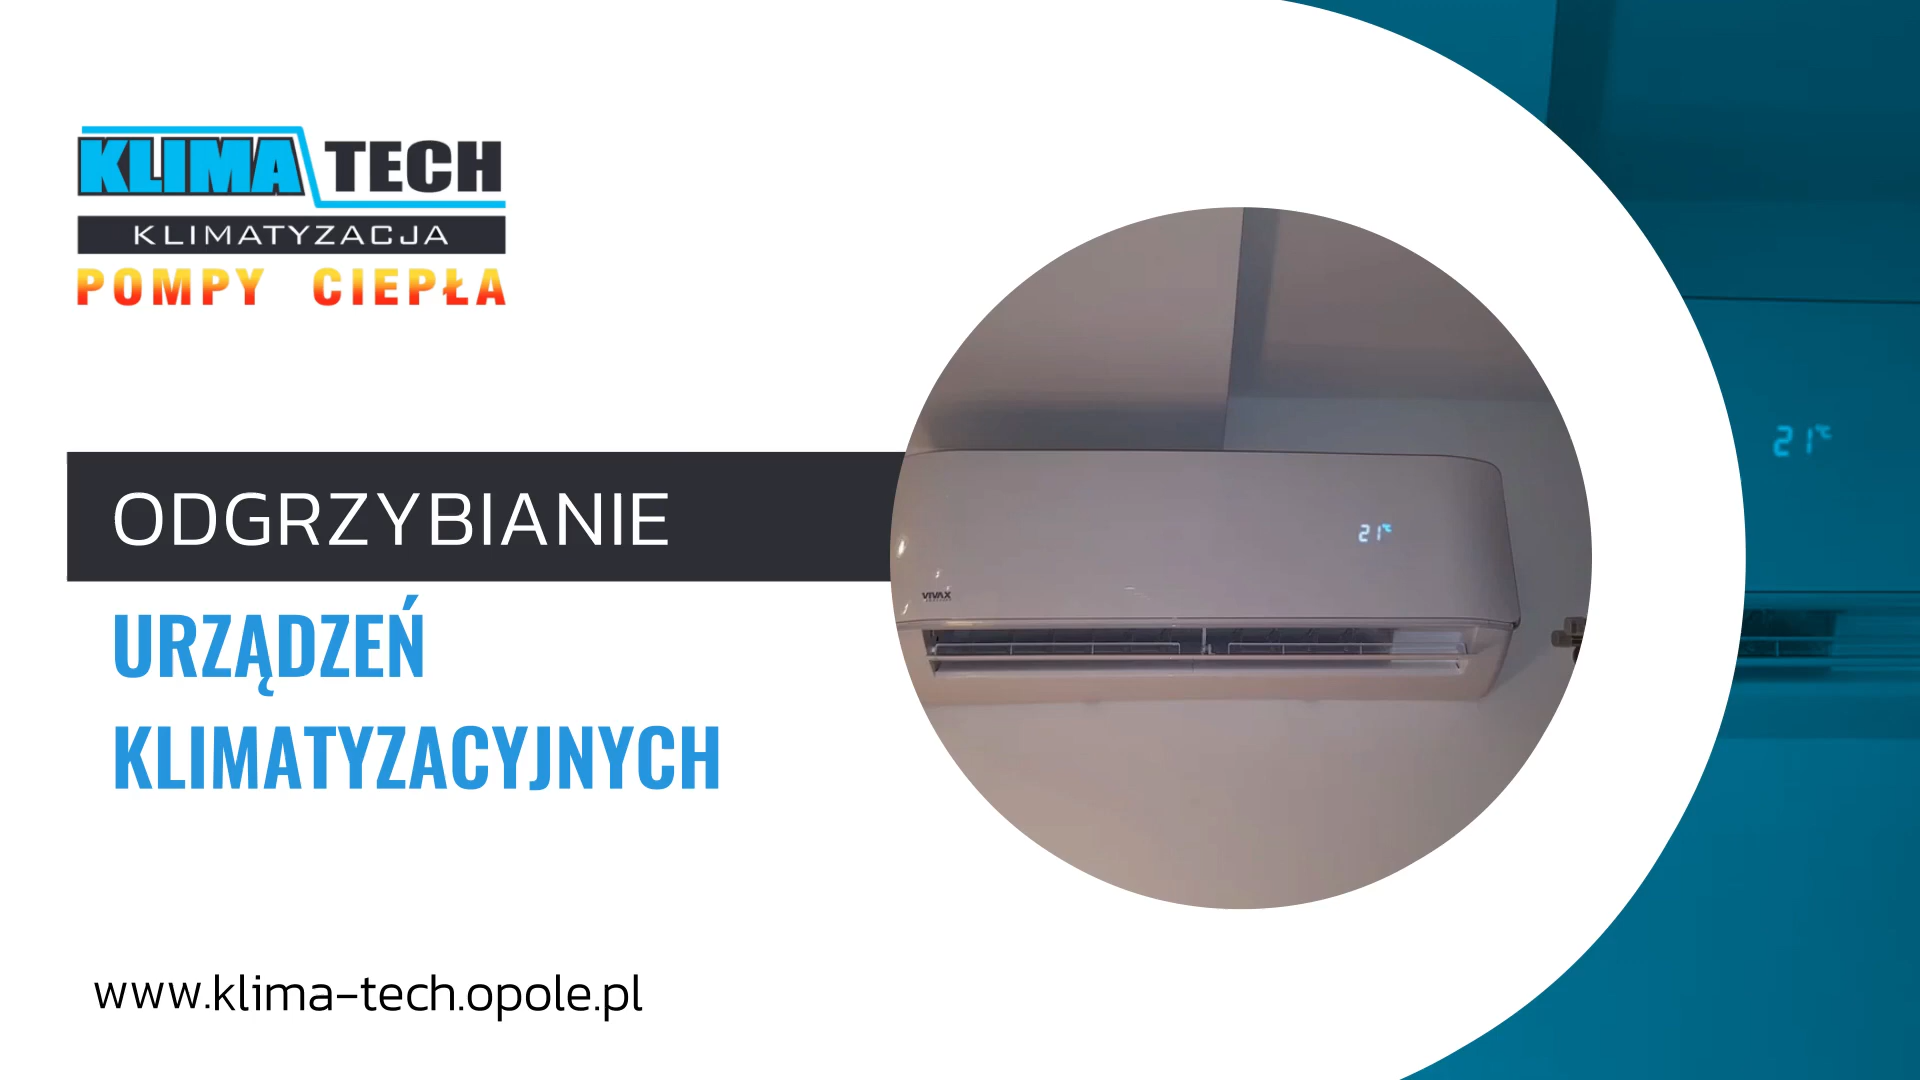 KLIMA TECH
KLIMATYZACJA
POMPY CIEPŁA
ODGRZYBIANIE
URZĄDZEŃ
KLIMATYZACYJNYCH
21°C
21°C
VIVAX
www.klima-tech.opole.pl